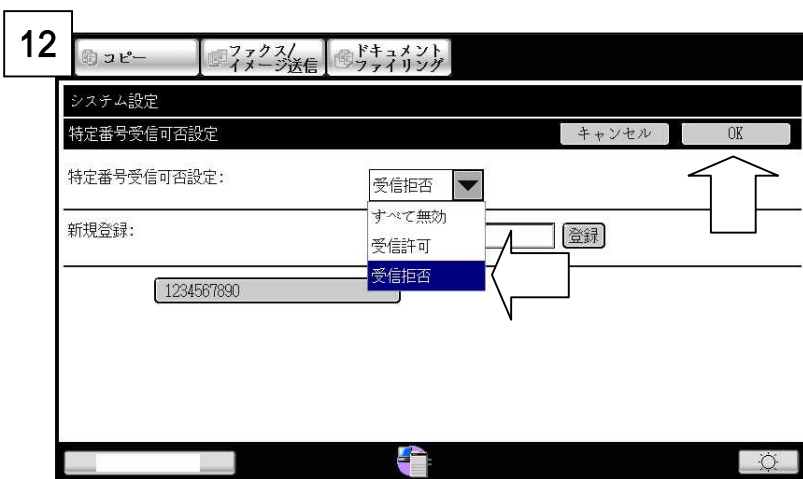 12
コピー
ファクス/
イメージ送信
ドキュメント
ファイリング
システム設定
特定番号受信可否設定
キャンセル
OK
特定番号受信可否設定:
受信拒否
すべて無効
受信許可
受信拒否
新規登録:
登録
1234567890